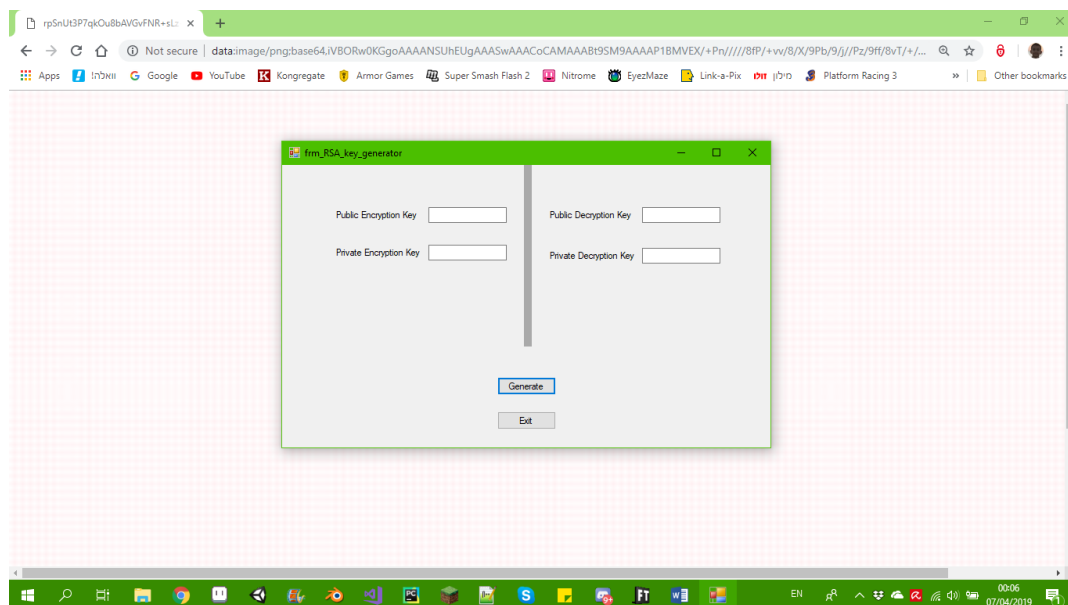 rpSnUt3P7qkOu8bAVGvFNR+sL
Not secure | data:image/png;base64,iVBORw0KGgoAAAANSUhEUgAAASwAAACoCAMAAABt9SM9AAAAP1BMVEX/+Pn/////8fP/+vv/8/X/9Pb/9/j//Pz/9ff/8vT/+/...
Apps וואלה! Google YouTube Kongregate Armor Games Super Smash Flash 2 Nitrome EyezMaze Link-a-Pix מילון Platform Racing 3 » Other bookmarks
frm_RSA_key_generator
Public Encryption Key Public Decryption Key
Private Encryption Key Private Decryption Key
Generate
Exit
EN 00:06
07/04/2019